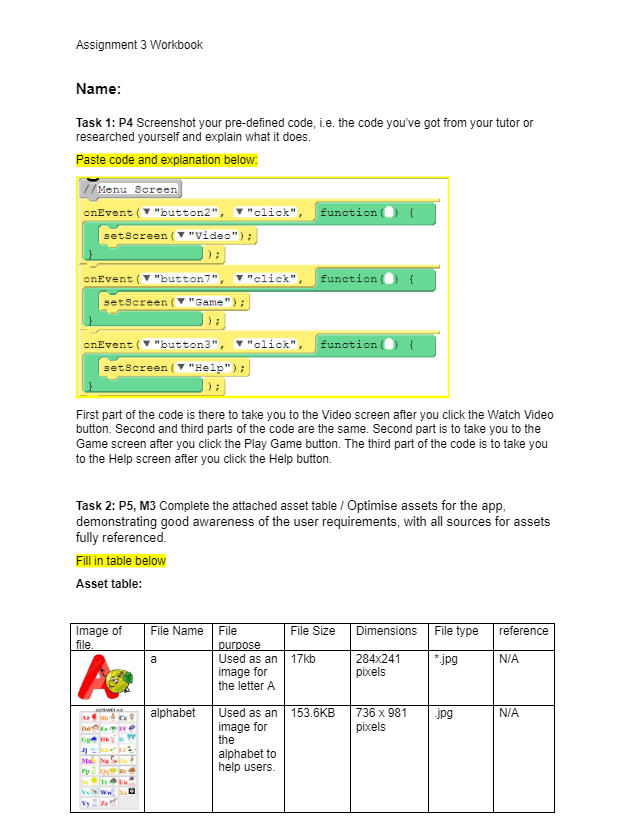 Assignment 3 Workbook
Name:
Task 1: P4 Screenshot your pre-defined code, i.e. the code you've got from your tutor or
researched yourself and explain what it does.
Paste code and explanation below:
//Menu Screen
onEvent(▼ "button2", ▼ "click", function() {
setScreen(▼ "Video");
});
onEvent(▼ "button7", ▼ "click", function() {
setScreen(▼ "Game");
});
onEvent(▼ "button3", ▼ "click", function() {
setScreen(▼ "Help");
});
First part of the code is there to take you to the Video screen after you click the Watch Video
button. Second and third parts of the code are the same. Second part is to take you to the
Game screen after you click the Play Game button. The third part of the code is to take you
to the Help screen after you click the Help button.
Task 2: P5, M3 Complete the attached asset table / Optimise assets for the app,
demonstrating good awareness of the user requirements, with all sources for assets
fully referenced.
Fill in table below
Asset table:
Image of file. File Name File purpose File Size Dimensions File type reference
A a Used as an image for the letter A 17kb 284x241 pixels *.jpg N/A
alphabet Used as an image for the alphabet to help users. 153.6KB 736 x 981 pixels .jpg N/A